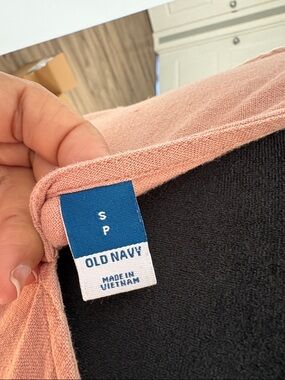 S
P
OLD NAVY
MADE IN
VIETNAM